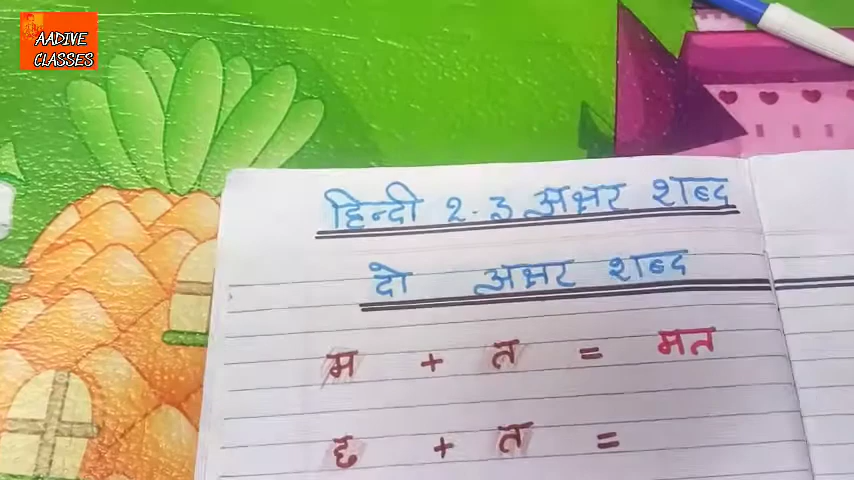 AADIVE
CLASSES
हिन्दी 2-3 अक्षर शब्द
दो अक्षर शब्द
म + त = मत
छ + त =